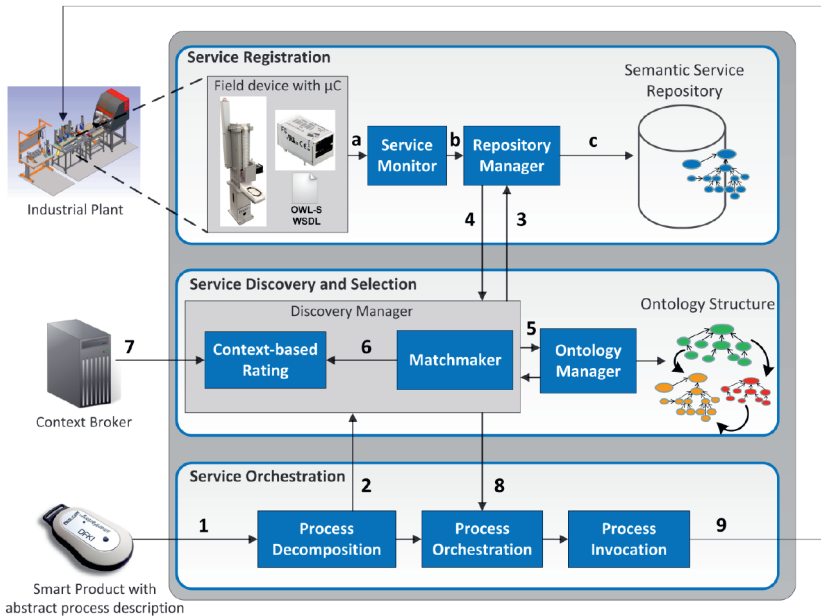 Service Registration
Field device with µC
OWL-S
WSDL
a
Service
Monitor
b
Repository
Manager
c
Semantic Service
Repository
Industrial Plant
4
3
Service Discovery and Selection
Discovery Manager
7
Context-based
Rating
6
Matchmaker
5
Ontology
Manager
Ontology Structure
Context Broker
Service Orchestration
2
8
DFKI
1
Process
Decomposition
Process
Orchestration
Process
Invocation
9
Smart Product with
abstract process description